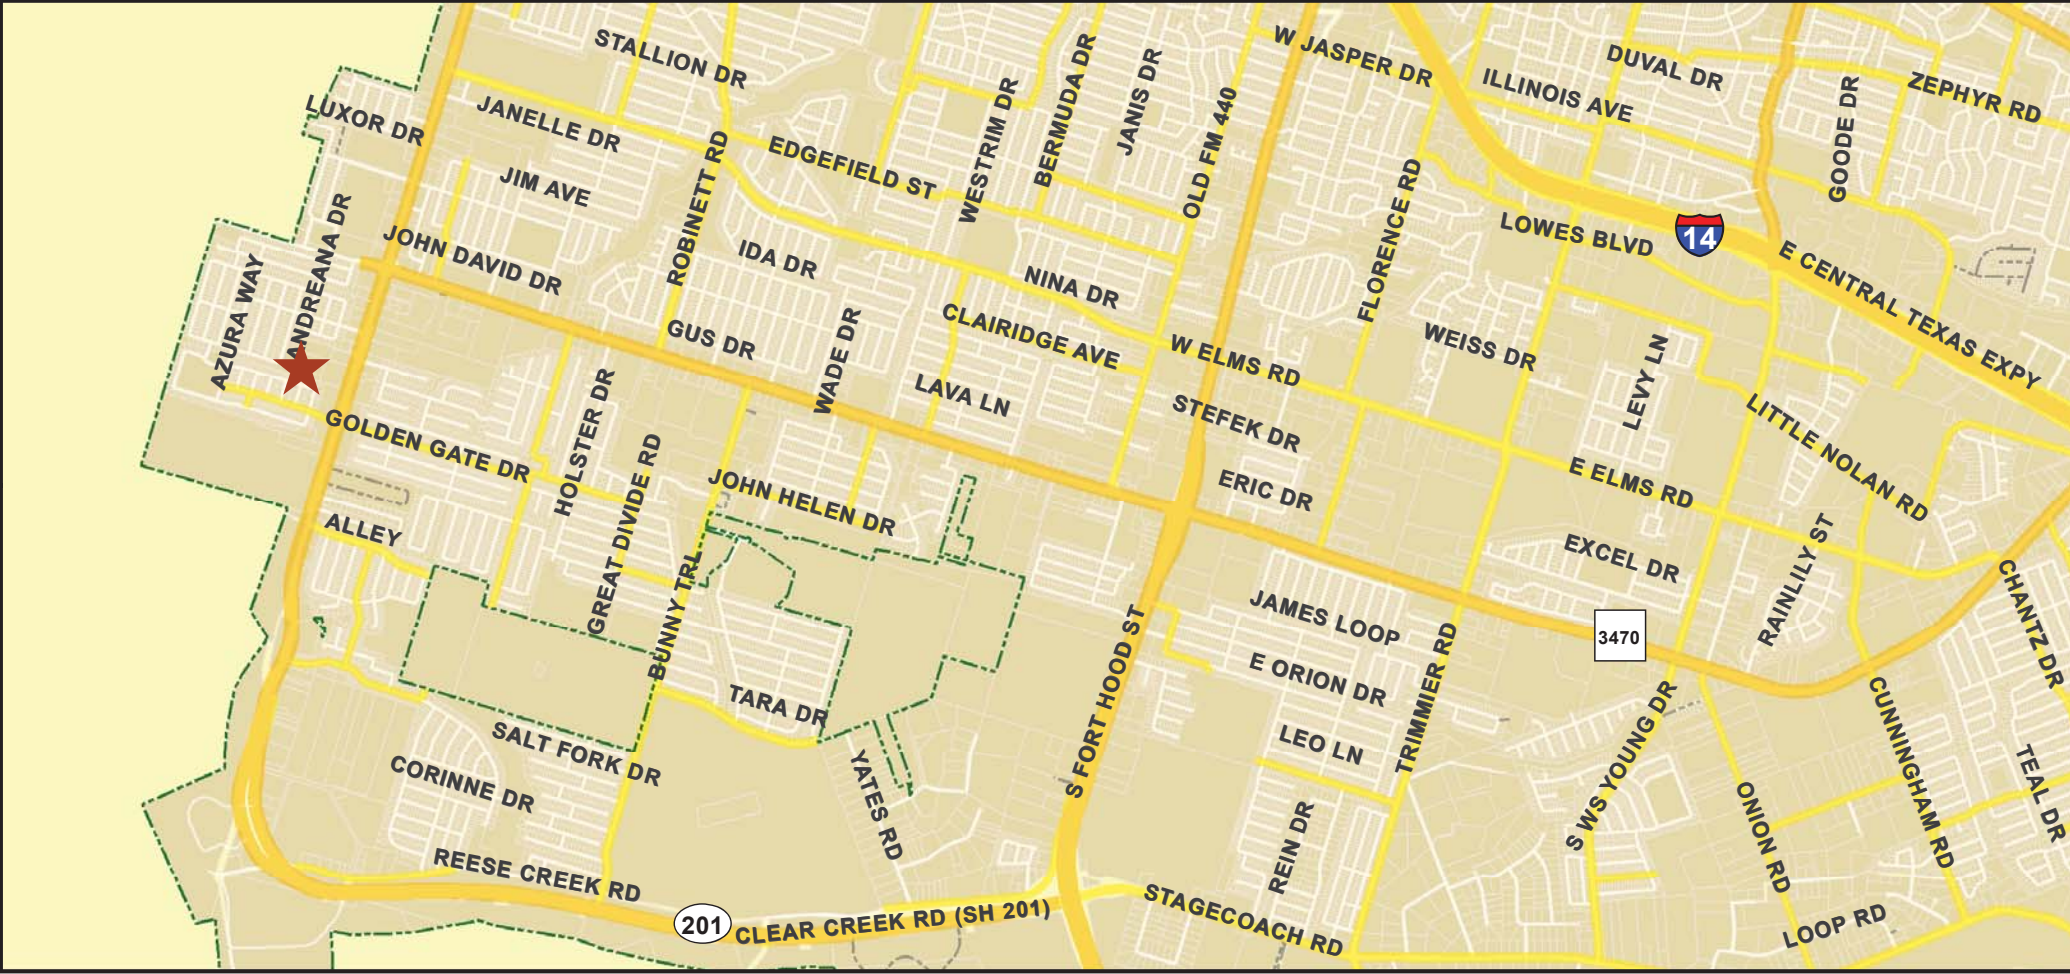 STALLION DR
W JASPER DR
DUVAL DR
ILLINOIS AVE
ZEPHYR RD
GOODE DR
LUXOR DR
JANELLE DR
BERMUDA DR
JANIS DR
WESTRIM DR
OLD FM 440
EDGEFIELD ST
JIM AVE
ROBINETT RD
FLORENCE RD
LOWES BLVD
14
E CENTRAL TEXAS EXPY
ANDREANA DR
JOHN DAVID DR
IDA DR
NINA DR
AZURA WAY
GUS DR
WADE DR
CLAIRIDGE AVE
W ELMS RD
WEISS DR
LEVY LN
LAVA LN
STEFEK DR
LITTLE NOLAN RD
GOLDEN GATE DR
HOLSTER DR
GREAT DIVIDE RD
JOHN HELEN DR
ERIC DR
E ELMS RD
ALLEY
EXCEL DR
RAINLILY ST
CHANTZ DR
BUNNY TRL
JAMES LOOP
3470
E ORION DR
TRIMMIER RD
S FORT HOOD ST
TARA DR
SALT FORK DR
LEO LN
S WS YOUNG DR
CUNNINGHAM RD
TEAL DR
CORINNE DR
YATES RD
REIN DR
ONION RD
REESE CREEK RD
201
CLEAR CREEK RD (SH 201)
STAGECOACH RD
LOOP RD